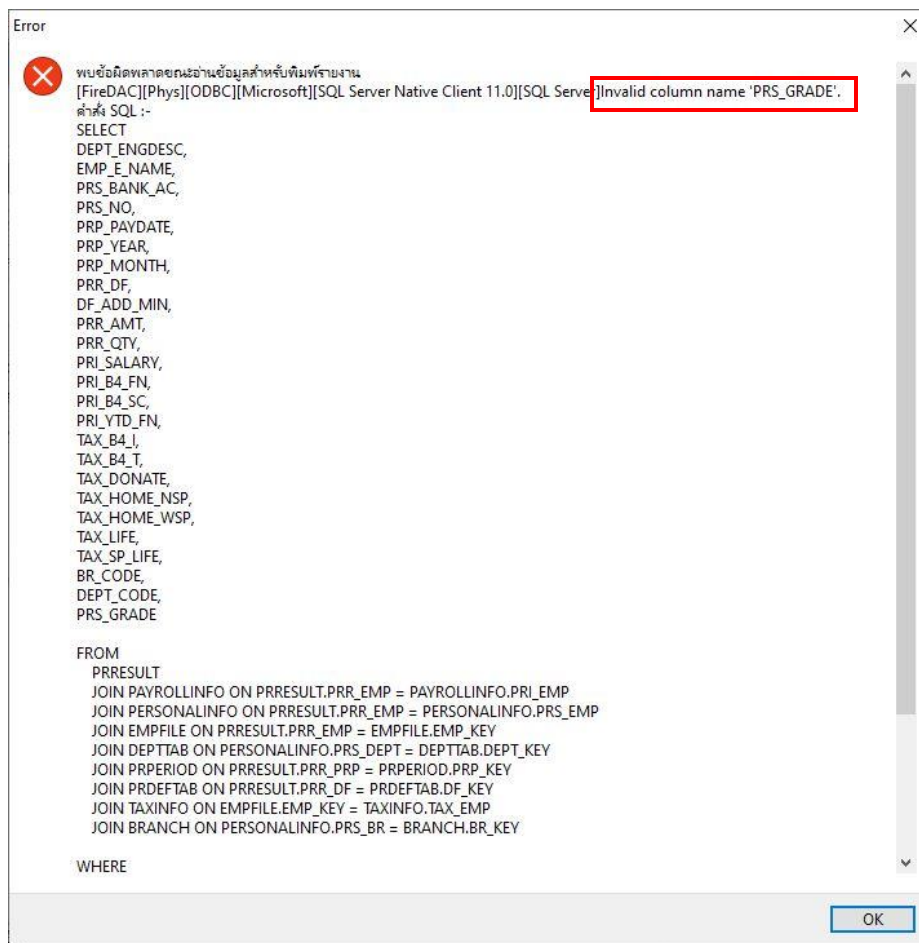 Error
พบข้อผิดพลาดขณะอ่านข้อมูลสำหรับพิมพ์รายงาน
[FireDAC][Phys][ODBC][Microsoft][SQL Server Native Client 11.0][SQL Server]Invalid column name 'PRS_GRADE'.
คำสั่ง SQL :-
SELECT
DEPT_ENGDESC,
EMP_E_NAME,
PRS_BANK_AC,
PRS_NO,
PRP_PAYDATE,
PRP_YEAR,
PRP_MONTH,
PRR_DF,
DF_ADD_MIN,
PRR_AMT,
PRR_QTY,
PRI_SALARY,
PRI_B4_FN,
PRI_B4_SC,
PRI_YTD_FN,
TAX_B4_I,
TAX_B4_T,
TAX_DONATE,
TAX_HOME_NSP,
TAX_HOME_WSP,
TAX_LIFE,
TAX_SP_LIFE,
BR_CODE,
DEPT_CODE,
PRS_GRADE
FROM
PRRESULT
JOIN PAYROLLINFO ON PRRESULT.PRR_EMP = PAYROLLINFO.PRI_EMP
JOIN PERSONALINFO ON PRRESULT.PRR_EMP = PERSONALINFO.PRS_EMP
JOIN EMPFILE ON PRRESULT.PRR_EMP = EMPFILE.EMP_KEY
JOIN DEPTTAB ON PERSONALINFO.PRS_DEPT = DEPTTAB.DEPT_KEY
JOIN PRPERIOD ON PRRESULT.PRR_PRP = PRPERIOD.PRP_KEY
JOIN PRDEFTAB ON PRRESULT.PRR_DF = PRDEFTAB.DF_KEY
JOIN TAXINFO ON EMPFILE.EMP_KEY = TAXINFO.TAX_EMP
JOIN BRANCH ON PERSONALINFO.PRS_BR = BRANCH.BR_KEY
WHERE
OK